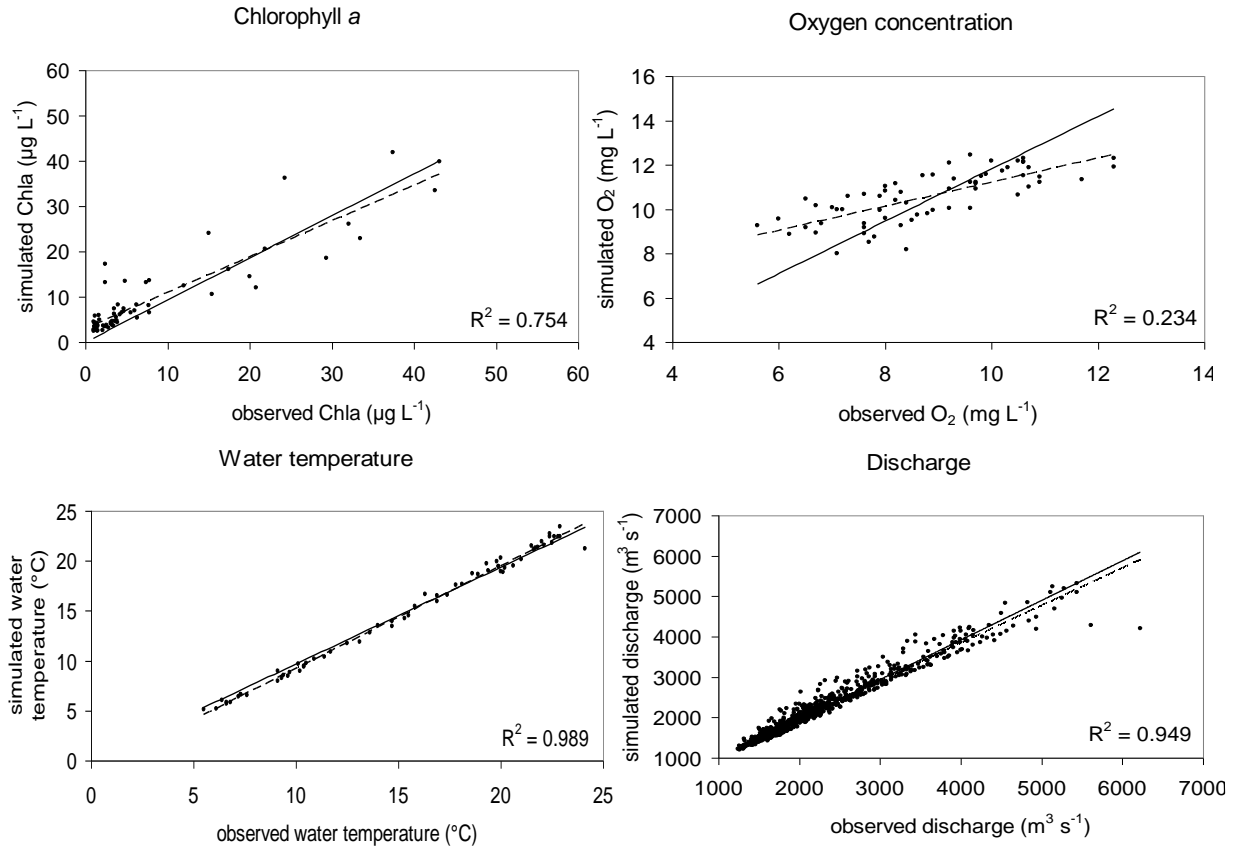 Chlorophyll a
simulated Chla (µg L⁻¹)
60
50
40
30
20
10
0
R² = 0.754
0 10 20 30 40 50 60
observed Chla (µg L⁻¹)
Oxygen concentration
simulated O₂ (mg L⁻¹)
16
14
12
10
8
6
4
R² = 0.234
4 6 8 10 12 14
observed O₂ (mg L⁻¹)
Water temperature
simulated water
temperature (°C)
25
20
15
10
5
0
R² = 0.989
0 5 10 15 20 25
observed water temperature (°C)
Discharge
simulated discharge (m³ s⁻¹)
7000
6000
5000
4000
3000
2000
1000
R² = 0.949
1000 2000 3000 4000 5000 6000 7000
observed discharge (m³ s⁻¹)